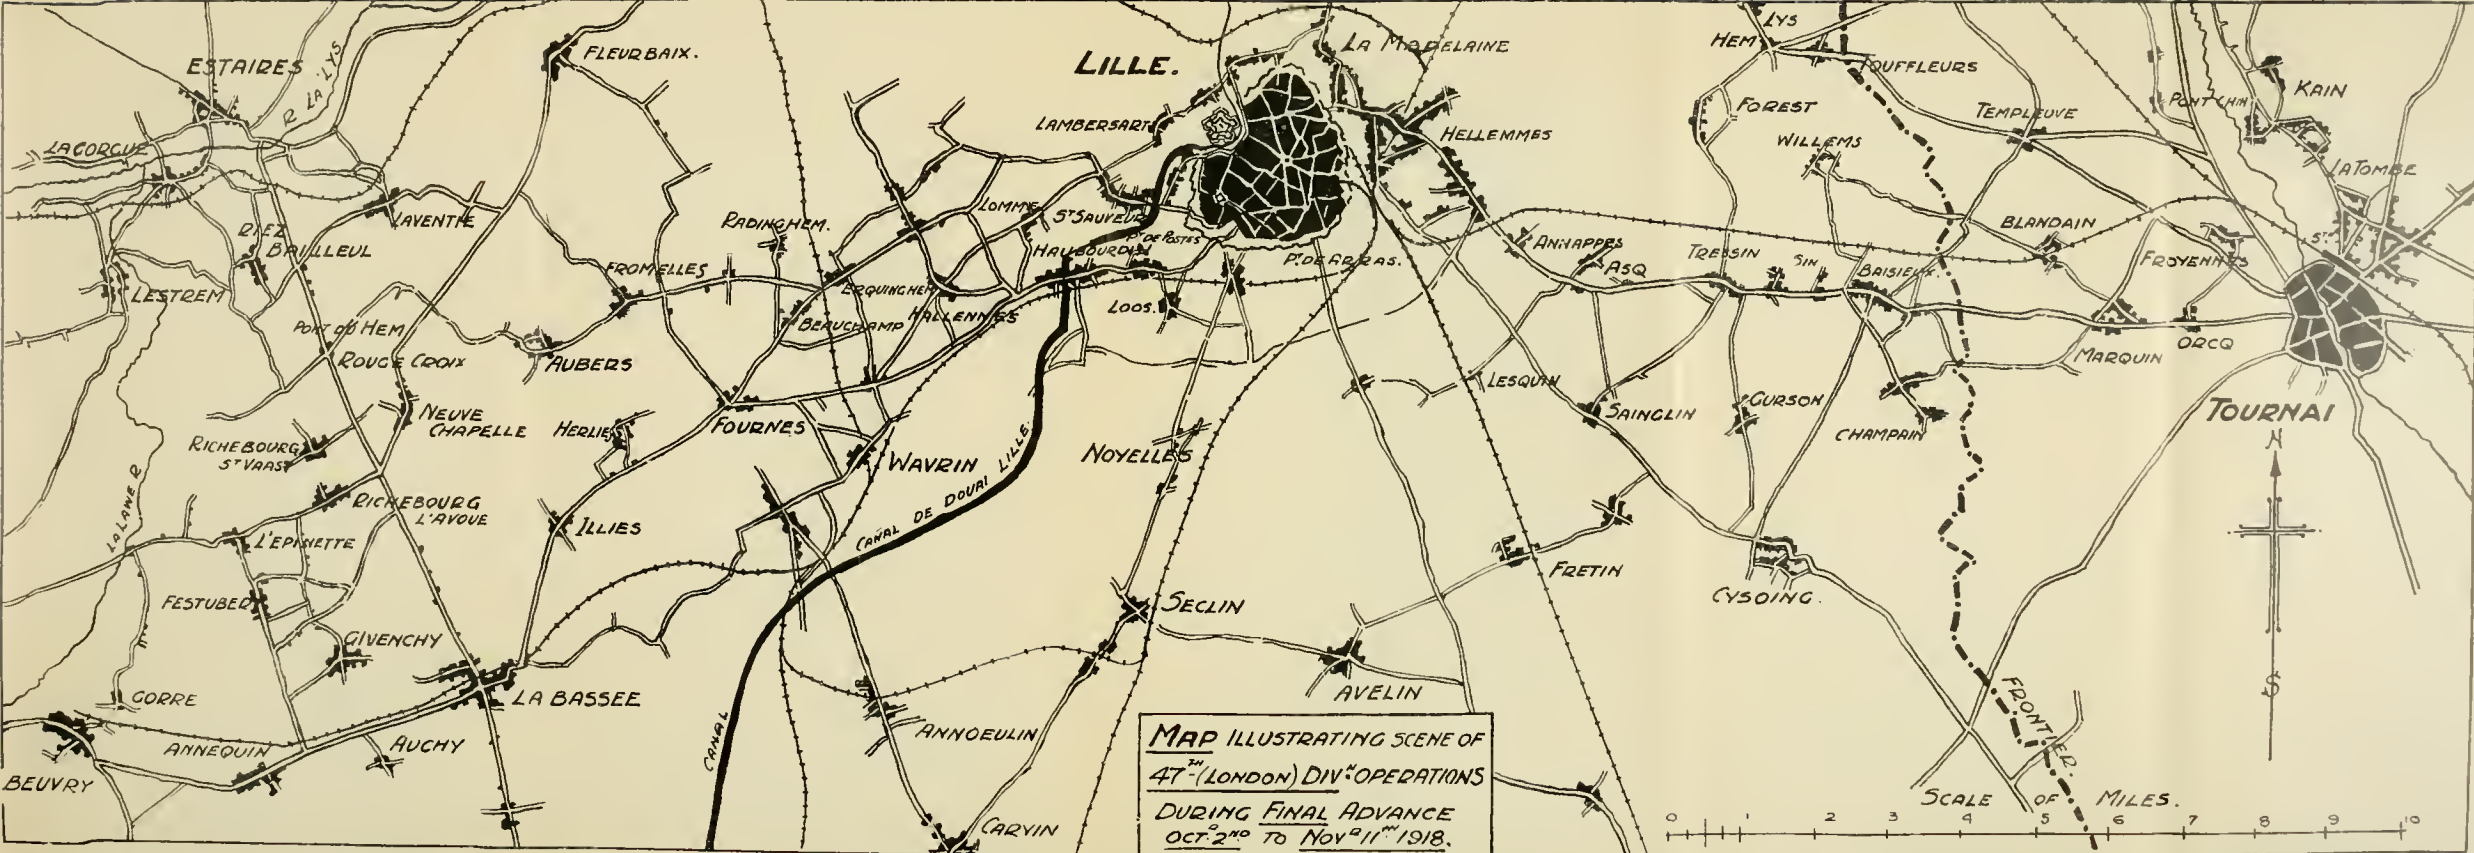 ESTAIRES
R. LA LYS
FLEURBAIX.
LILLE.
LA MADELAINE
LYS
HEM
TOUFFLEURS
KAIN
LAMBERSART
HELLEMMES
FOREST
TEMPLEUVE
PONT CHIN
WILLEMS
LA GORGUE
LA TOMBE
LAVENTIE
RIEZ
BAILLEUL
RADINGHEM.
LOMME
ST SAUVEUR
PT DE POSTES
HAUBOURDIN
PT DE ARRAS.
ANNAPPES
ASQ
TRESSIN
SIN
BAISIEUX.
BLANDAIN
FROYENNES
ST
LESTREM
FROMELLES
ERQUINGHEM
BEAUCHAMP
HALLENNES
LOOS.
PONT DU HEM
ROUGE CROIX
AUBERS
MARQUIN
ORCQ
LESQUIN
SAINGLIN
GURSON
CHAMPAIN
TOURNAI
N
NEUVE
CHAPELLE
HERLIES
FOURNES
RICHEBOURG
ST VAAST
WAVRIN
NOYELLES
LA LAWE R
RICHEBOURG
L'AVOUE
ILLIES
CANAL DE DOUAI LILLE.
L'EPINETTE
FRETIN
CYSOING.
FESTUBERT
SECLIN
GIVENCHY
GORRE
LA BASSEE
AVELIN
FRONTIER.
S
ANNEQUIN
AUCHY
ANNOEULIN
CANAL
BEUVRY
CARVIN
MAP ILLUSTRATING SCENE OF
47TH (LONDON) DIVN. OPERATIONS
DURING FINAL ADVANCE
OCT. 2ND TO NOV. 11TH 1918.
SCALE OF MILES.
0 1 2 3 4 5 6 7 8 9 10